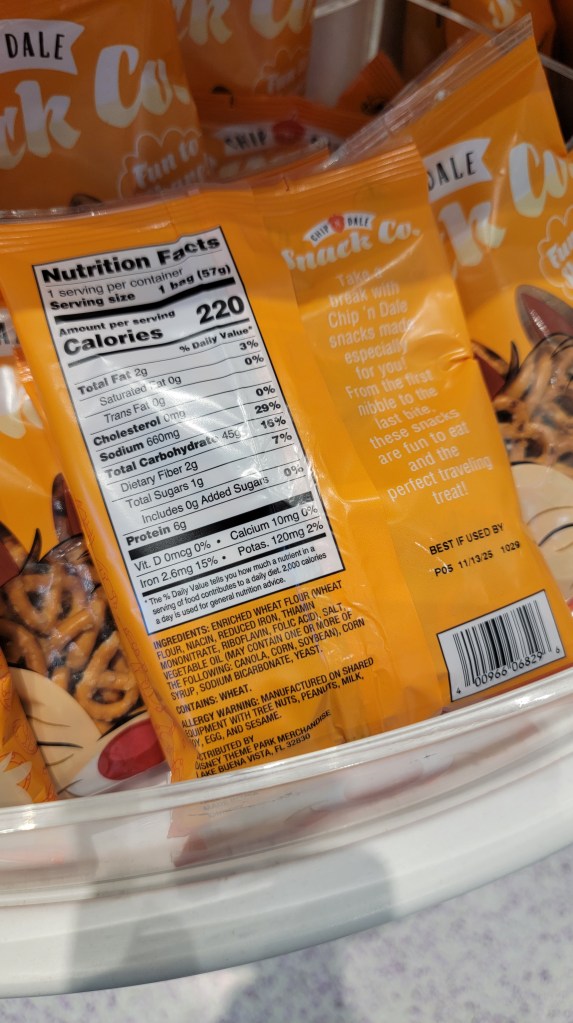 DALE
ck Co.
Fun to
CHIP
DALE
k Co
Nutrition Facts
1 serving per container
Serving size 1 bag (57g)
Amount per serving
Calories 220
% Daily Value*
Total Fat 2g 3%
Saturated Fat 0g 0%
Trans Fat 0g
Cholesterol 0mg 0%
Sodium 660mg 29%
Total Carbohydrate 45g 15%
Dietary Fiber 2g 7%
Total Sugars 1g
Includes 0g Added Sugars 0%
Protein 6g
Vit. D 0mcg 0% • Calcium 10mg 0%
Iron 2.6mg 15% • Potas. 120mg 2%
* The % Daily Value tells you how much a nutrient in a
serving of food contributes to a daily diet. 2,000 calories
a day is used for general nutrition advice.
INGREDIENTS: ENRICHED WHEAT FLOUR (WHEAT
FLOUR, NIACIN, REDUCED IRON, THIAMIN
MONONITRATE, RIBOFLAVIN, FOLIC ACID), SALT,
VEGETABLE OIL (MAY CONTAIN ONE OR MORE OF
THE FOLLOWING: CANOLA, CORN, SOYBEAN), CORN
SYRUP, SODIUM BICARBONATE, YEAST.
CONTAINS: WHEAT.
ALLERGY WARNING: MANUFACTURED ON SHARED
EQUIPMENT WITH TREE NUTS, PEANUTS, MILK,
SOY, EGG, AND SESAME.
DISTRIBUTED BY
DISNEY THEME PARK MERCHANDISE
LAKE BUENA VISTA, FL 32830
CHIP 'N DALE
Snack Co.
Take a
break with
Chip 'n Dale
snacks made
especially
for you!
From the first
nibble to the
last bite,
these snacks
are fun to eat
and the
perfect traveling
treat!
BEST IF USED BY
P05 11/13/25 1029
4 00966 06829